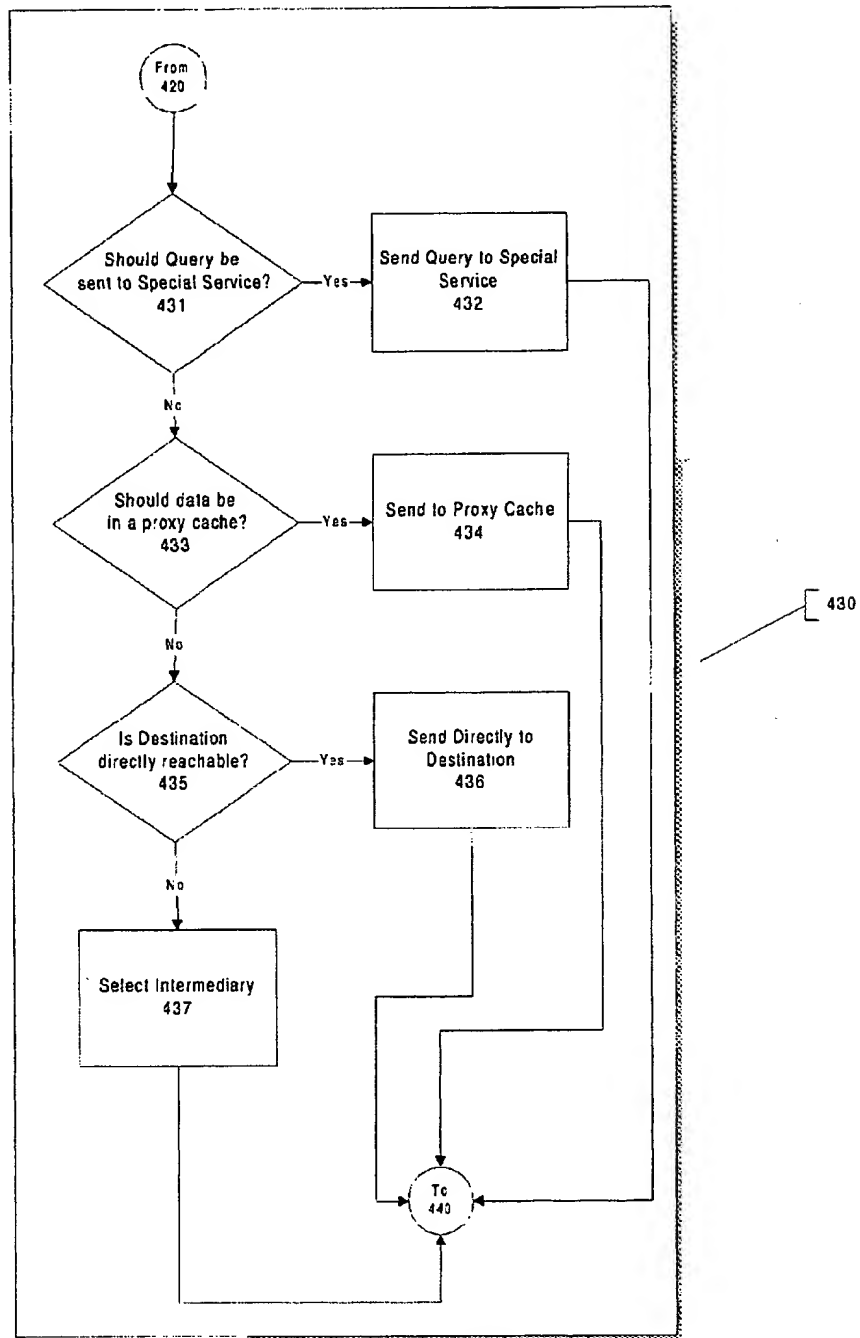 From
420
Should Query be
sent to Special Service?
431
Yes
Send Query to Special
Service
432
No
Should data be
in a proxy cache?
433
Yes
Send to Proxy Cache
434
430
No
Is Destination
directly reachable?
435
Yes
Send Directly to
Destination
436
No
Select Intermediary
437
To
440